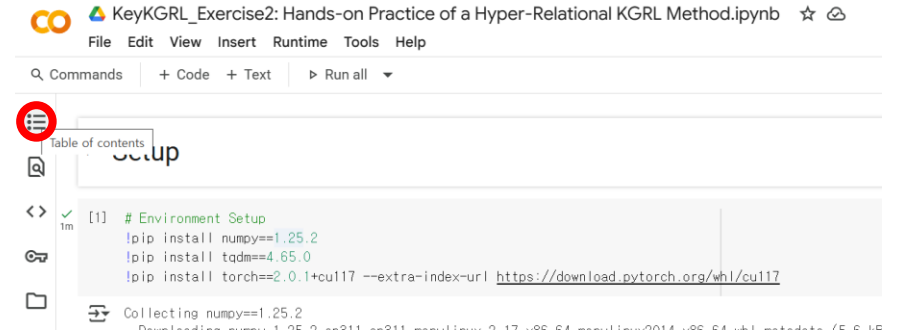 KeyKGRL_Exercise2: Hands-on Practice of a Hyper-Relational KGRL Method.ipynb
File Edit View Insert Runtime Tools Help
Commands + Code + Text Run all
Table of contents
Setup
[1] # Environment Setup
1m
!pip install numpy==1.25.2
!pip install tqdm==4.65.0
!pip install torch==2.0.1+cu117 --extra-index-url https://download.pytorch.org/whl/cu117
Collecting numpy==1.25.2